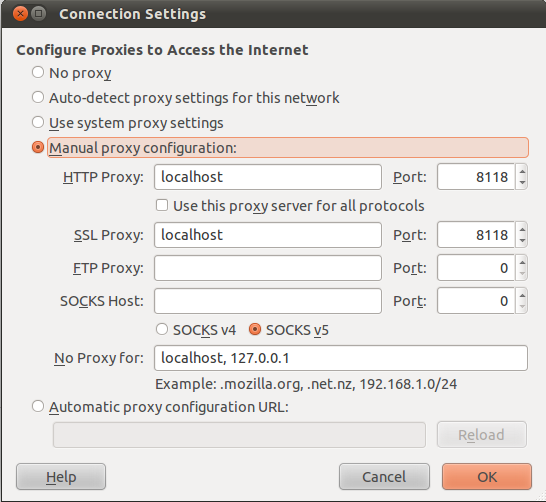 Connection Settings
Configure Proxies to Access the Internet
No proxy
Auto-detect proxy settings for this network
Use system proxy settings
Manual proxy configuration:
HTTP Proxy: localhost Port: 8118
Use this proxy server for all protocols
SSL Proxy: localhost Port: 8118
FTP Proxy: Port: 0
SOCKS Host: Port: 0
SOCKS v4 SOCKS v5
No Proxy for: localhost, 127.0.0.1
Example: .mozilla.org, .net.nz, 192.168.1.0/24
Automatic proxy configuration URL:
Reload
Help Cancel OK